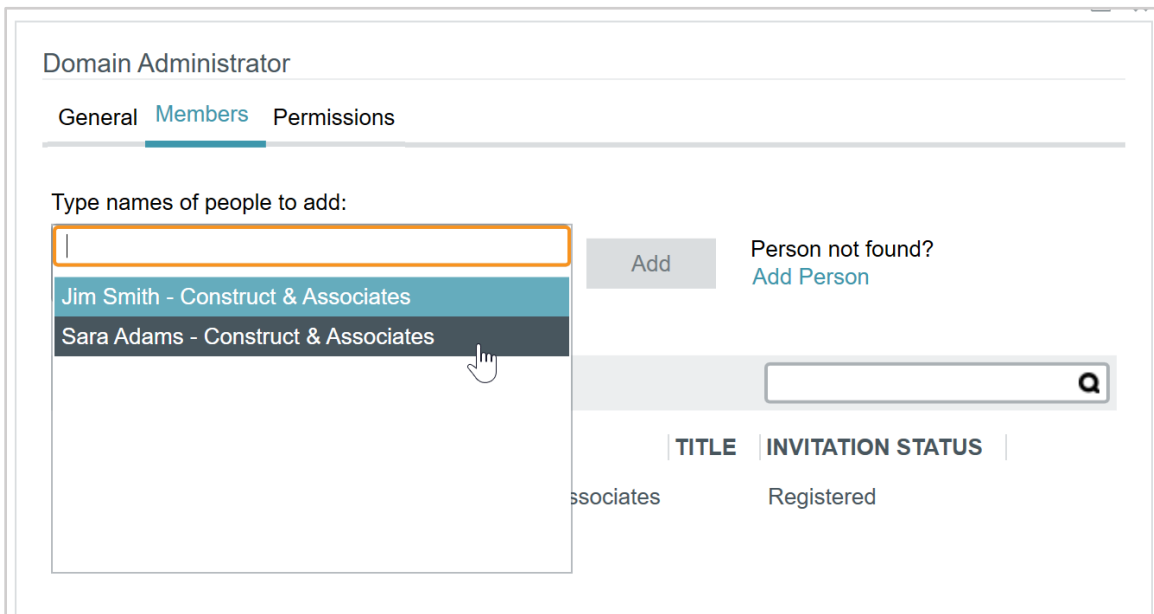 Domain Administrator
General Members Permissions
Type names of people to add:
Add
Person not found?
Add Person
Jim Smith - Construct & Associates
Sara Adams - Construct & Associates
TITLE INVITATION STATUS
ssociates Registered